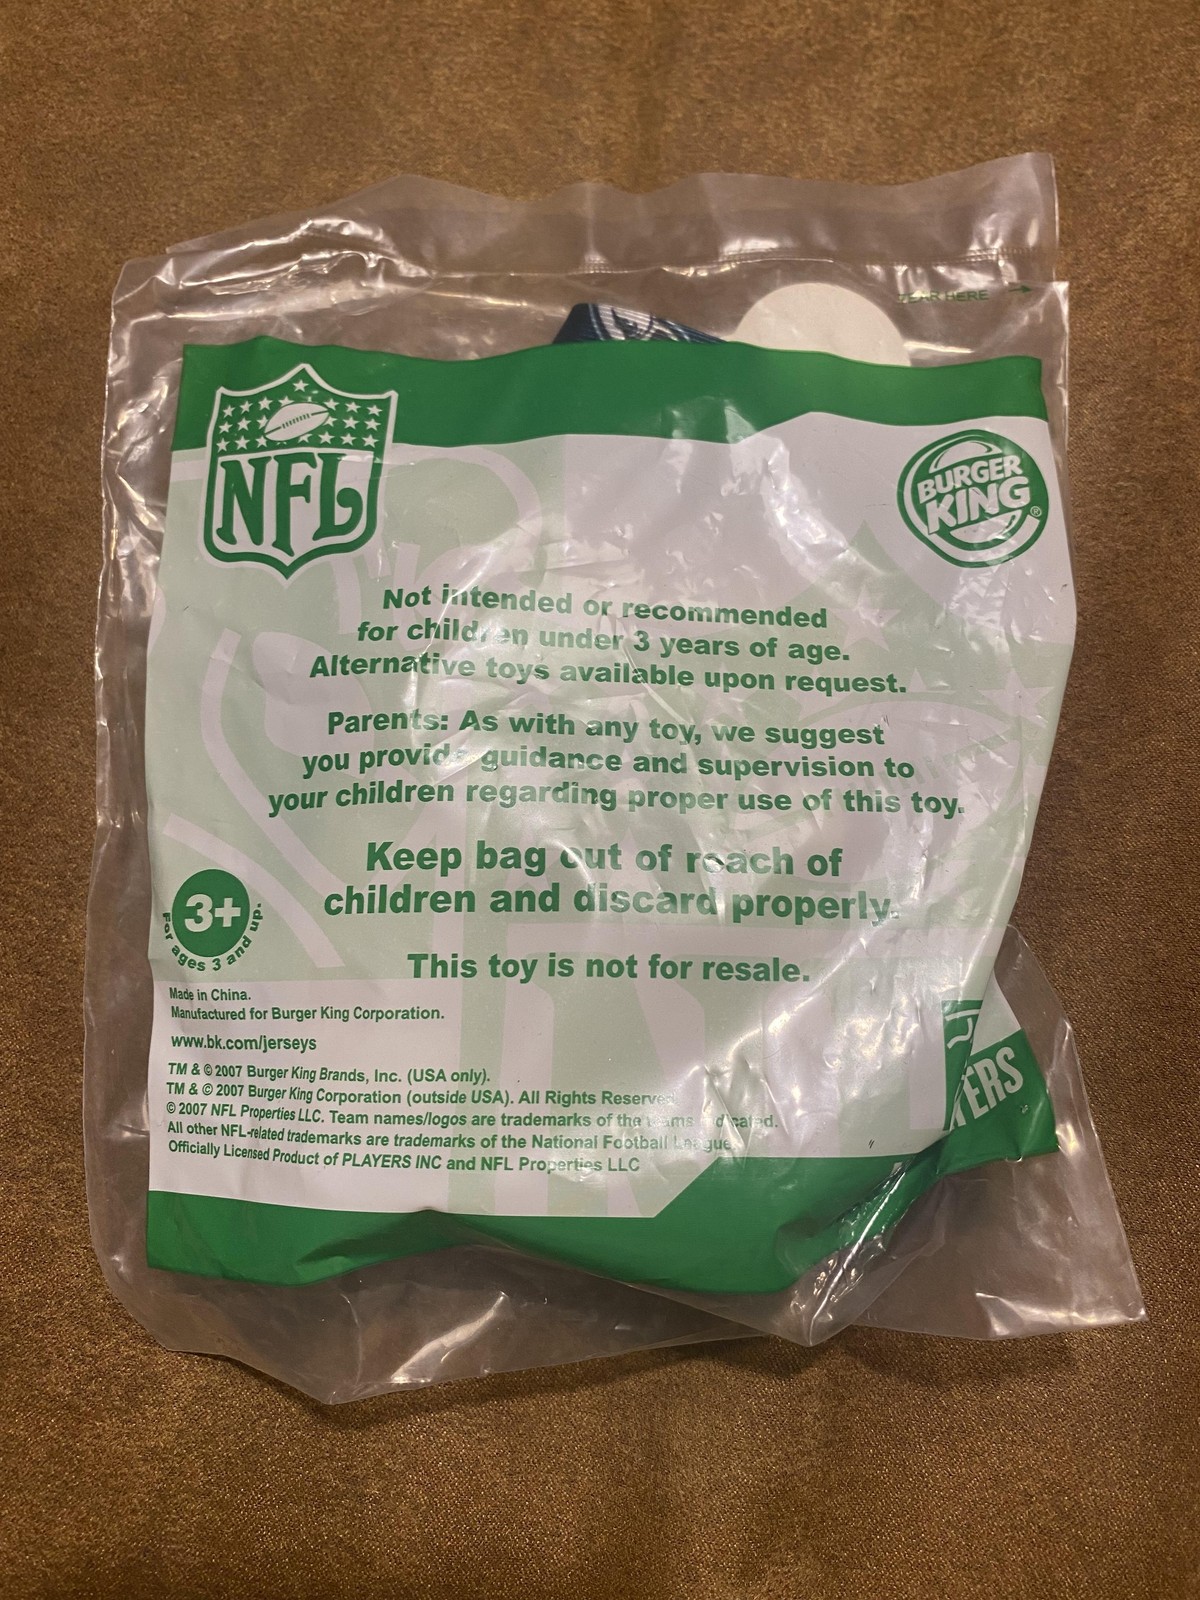 TEAR HERE
NFL
BURGER
KING®
Not intended or recommended
for children under 3 years of age.
Alternative toys available upon request.
Parents: As with any toy, we suggest
you provide guidance and supervision to
your children regarding proper use of this toy.
Keep bag out of reach of
children and discard properly.
This toy is not for resale.
3+
For ages 3 and up.
Made in China.
Manufactured for Burger King Corporation.
www.bk.com/jerseys
TM & © 2007 Burger King Brands, Inc. (USA only).
TM & © 2007 Burger King Corporation (outside USA). All Rights Reserved
© 2007 NFL Properties LLC. Team names/logos are trademarks of the teams indicated.
All other NFL-related trademarks are trademarks of the National Football League
Officially Licensed Product of PLAYERS INC and NFL Properties LLC